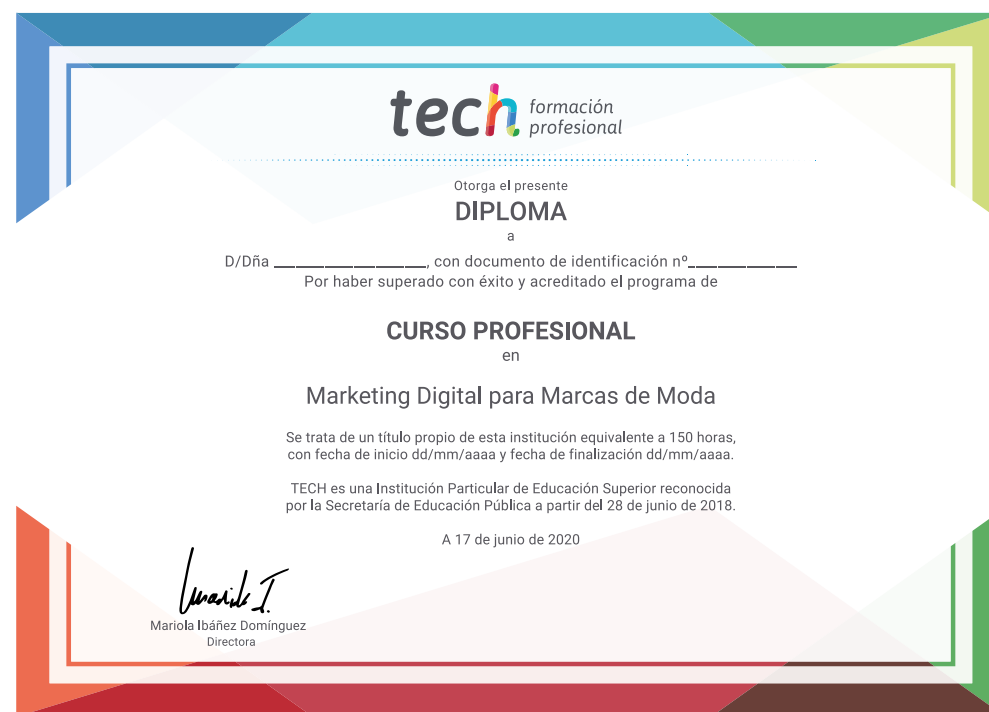 tech formación
profesional
Otorga el presente
DIPLOMA
a
D/Dña ____________________, con documento de identificación nº______________
Por haber superado con éxito y acreditado el programa de
CURSO PROFESIONAL
en
Marketing Digital para Marcas de Moda
Se trata de un título propio de esta institución equivalente a 150 horas,
con fecha de inicio dd/mm/aaaa y fecha de finalización dd/mm/aaaa.
TECH es una Institución Particular de Educación Superior reconocida
por la Secretaría de Educación Pública a partir del 28 de junio de 2018.
A 17 de junio de 2020
Mariola Ibáñez Domínguez
Directora